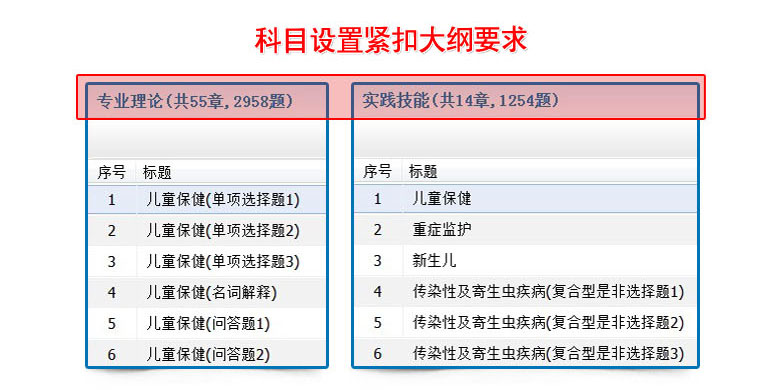 科目设置紧扣大纲要求
专业理论(共55章,2958题)
序号 标题
1 儿童保健(单项选择题1)
2 儿童保健(单项选择题2)
3 儿童保健(单项选择题3)
4 儿童保健(名词解释)
5 儿童保健(问答题1)
6 儿童保健(问答题2)
实践技能(共14章,1254题)
序号 标题
1 儿童保健
2 重症监护
3 新生儿
4 传染性及寄生虫疾病(复合型是非选择题1)
5 传染性及寄生虫疾病(复合型是非选择题2)
6 传染性及寄生虫疾病(复合型是非选择题3)